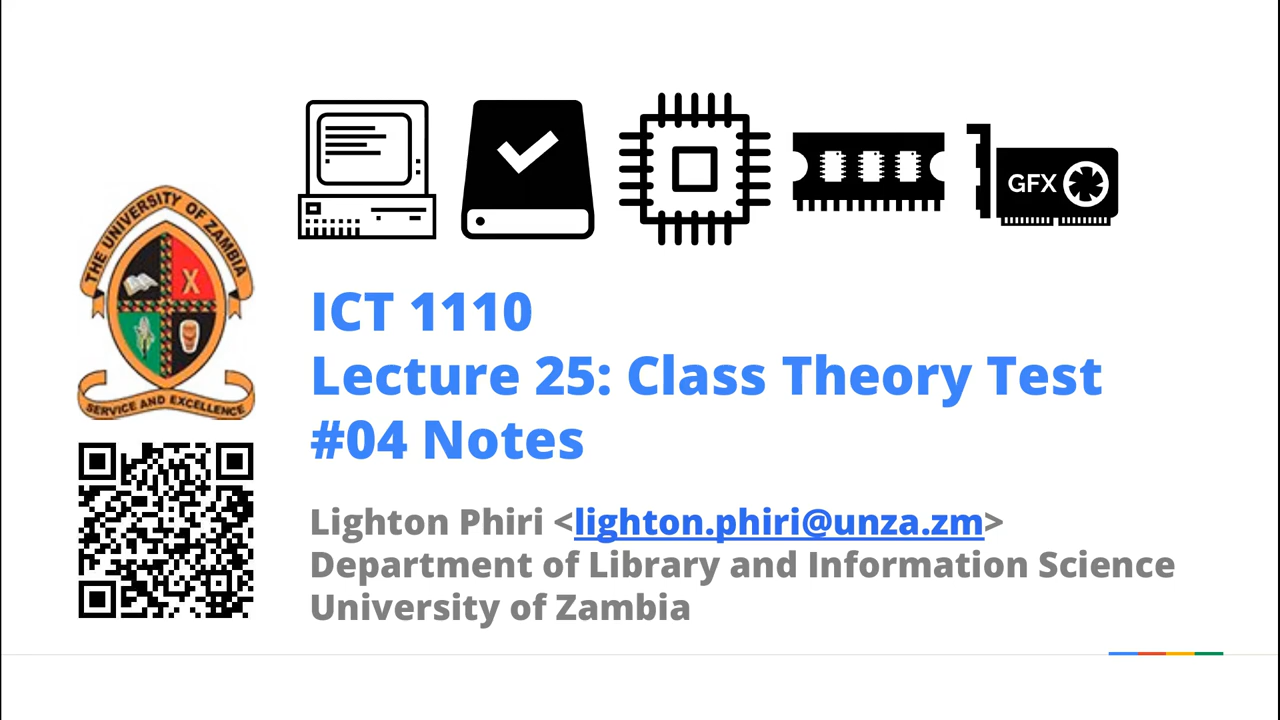 GFX
THE UNIVERSITY OF ZAMBIA
SERVICE AND EXCELLENCE
ICT 1110
Lecture 25: Class Theory Test
#04 Notes
Lighton Phiri <lighton.phiri@unza.zm>
Department of Library and Information Science
University of Zambia